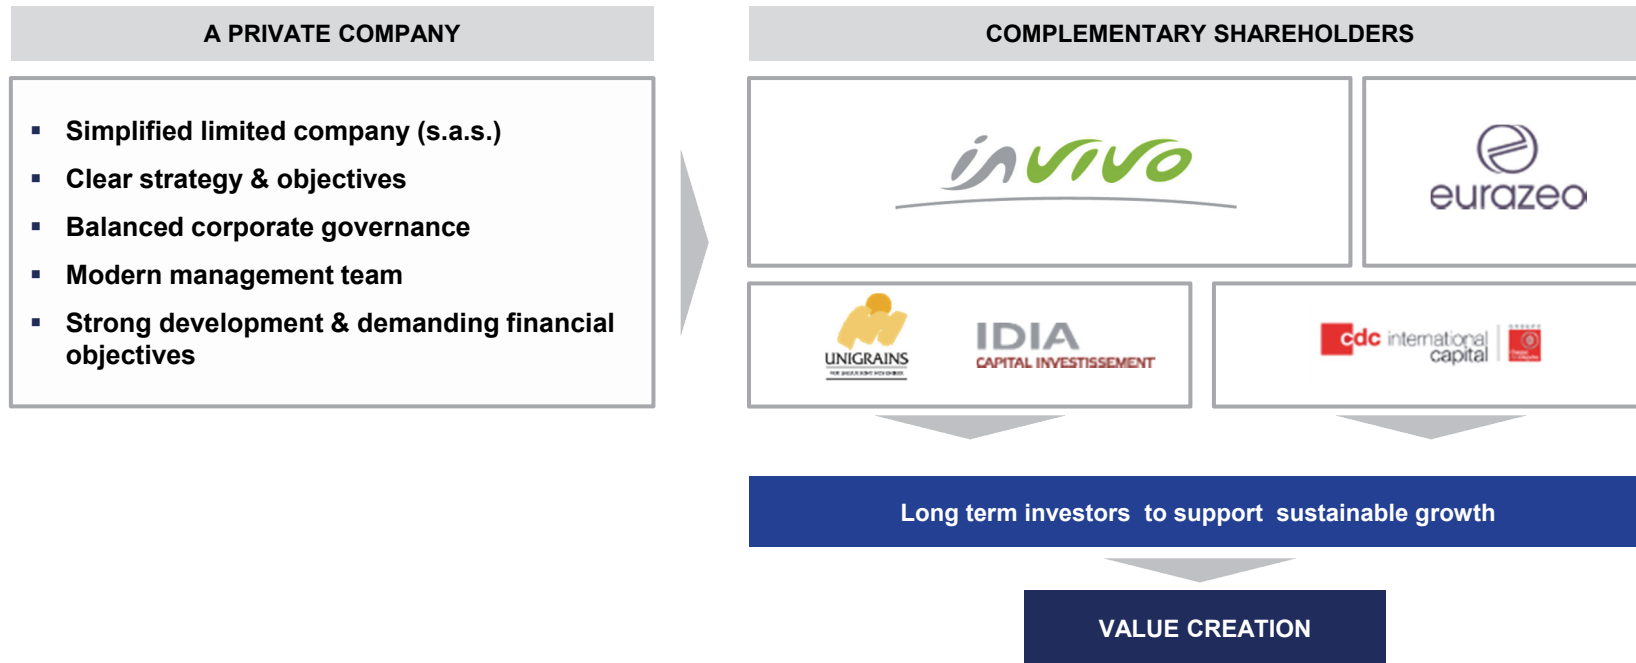 A PRIVATE COMPANY
▪ Simplified limited company (s.a.s.)
▪ Clear strategy & objectives
▪ Balanced corporate governance
▪ Modern management team
▪ Strong development & demanding financial
objectives
COMPLEMENTARY SHAREHOLDERS
invivo
eurazeo
UNIGRAINS
IDIA
CAPITAL INVESTISSEMENT
cdc international
capital
GROUPE
Long term investors to support sustainable growth
VALUE CREATION